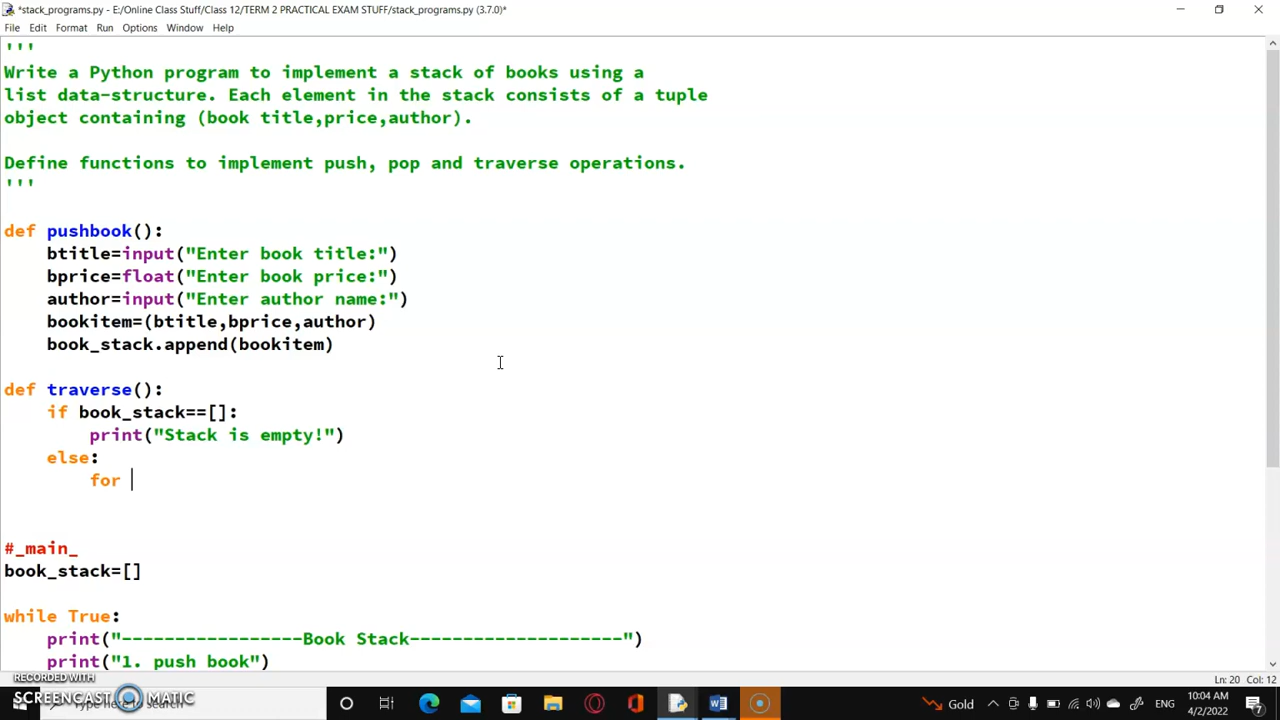 *stack_programs.py - E:/Online Class Stuff/Class 12/TERM 2 PRACTICAL EXAM STUFF/stack_programs.py (3.7.0)*
File Edit Format Run Options Window Help
'''
Write a Python program to implement a stack of books using a
list data-structure. Each element in the stack consists of a tuple
object containing (book title,price,author).
Define functions to implement push, pop and traverse operations.
'''
def pushbook():
btitle=input("Enter book title:")
bprice=float("Enter book price:")
author=input("Enter author name:")
bookitem=(btitle,bprice,author)
book_stack.append(bookitem)
def traverse():
if book_stack==[]:
print("Stack is empty!")
else:
for
#_main_
book_stack=[]
while True:
print("-----------------Book Stack--------------------")
print("1. push book")
Ln: 20 Col: 12
RECORDED WITH
SCREENCAST MATIC
Type here to search
Gold
ENG
10:04 AM
4/2/2022
7